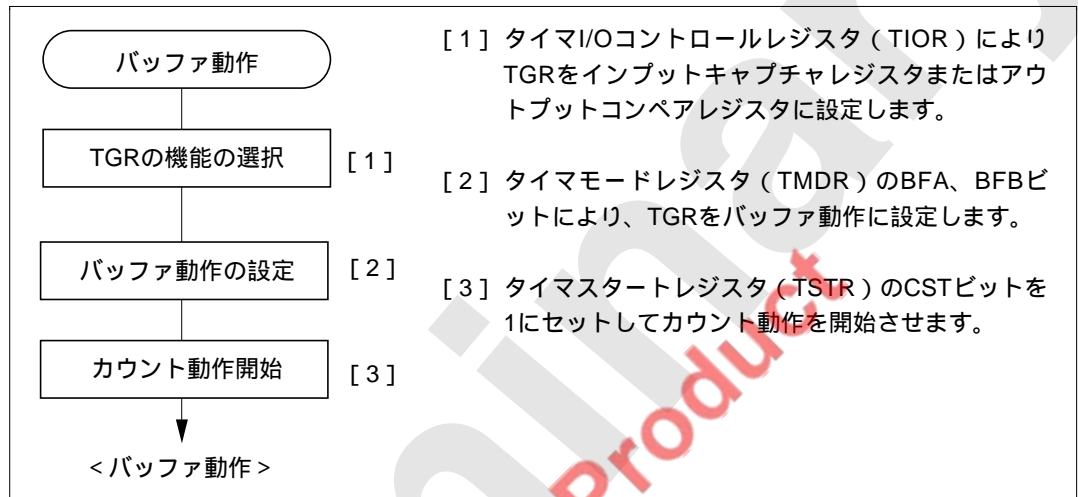 バッファ動作
TGRの機能の選択 [1]
バッファ動作の設定 [2]
カウント動作開始 [3]
<バッファ動作>
[1] タイマI/Oコントロールレジスタ(TIOR)により
TGRをインプットキャプチャレジスタまたはアウ
トプットコンペアレジスタに設定します。
[2] タイマモードレジスタ(TMDR)のBFA、BFBビ
ットにより、TGRをバッファ動作に設定します。
[3] タイマスタートレジスタ(TSTR)のCSTビットを
1にセットしてカウント動作を開始させます。
Product